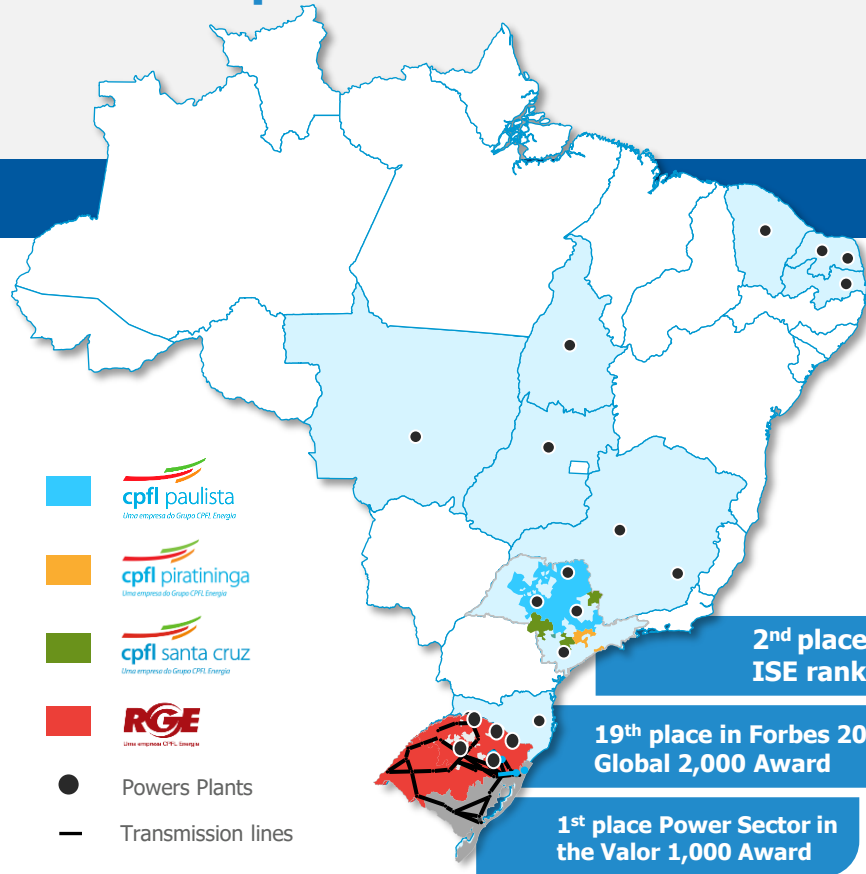 cpfl paulista
Uma empresa do Grupo CPFL Energia
cpfl piratininga
Uma empresa do Grupo CPFL Energia
cpfl santa cruz
Uma empresa do Grupo CPFL Energia
RGE
Uma empresa CPFL Energia
Powers Plants
Transmission lines
2nd place
ISE rank
19th place in Forbes 20
Global 2,000 Award
1st place Power Sector in
the Valor 1,000 Award